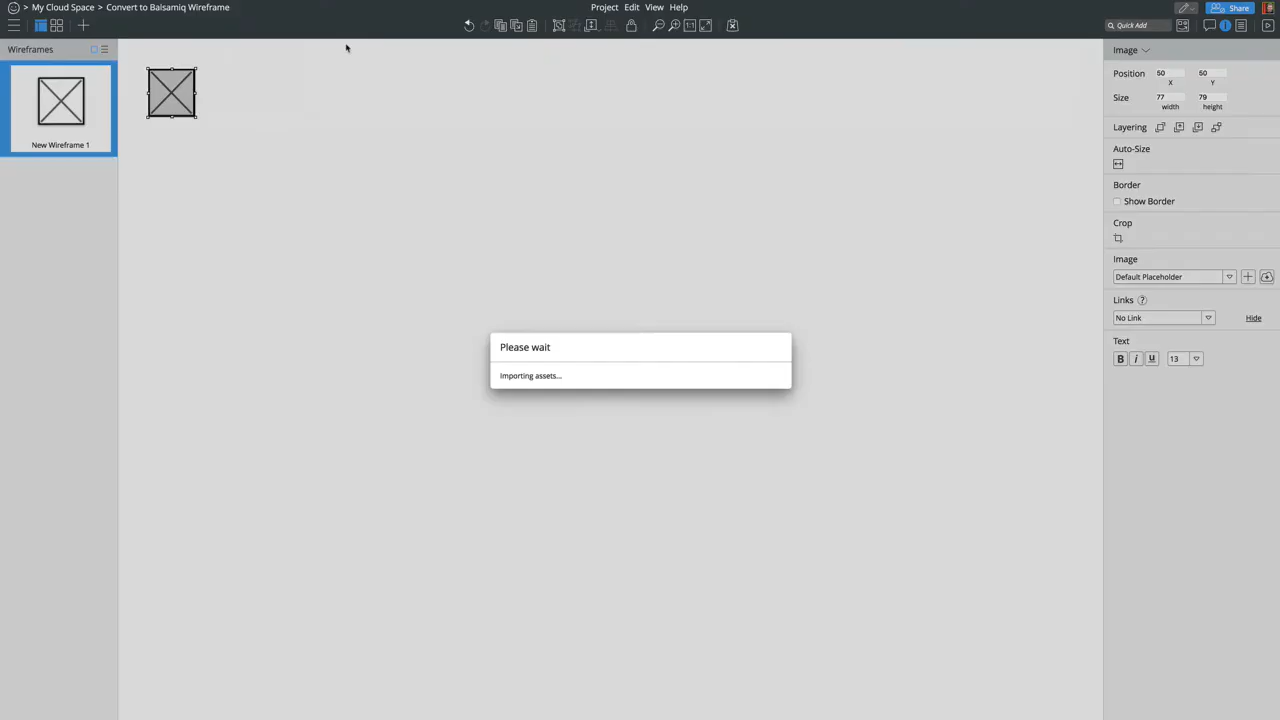 > My Cloud Space > Convert to Balsamiq Wireframe
Project Edit View Help
Share
Quick Add
Wireframes
New Wireframe 1
Please wait
Importing assets...
Image
Position 50 50
X Y
Size 77 79
width height
Layering
Auto-Size
Border
Show Border
Crop
Image
Default Placeholder
Links ?
No Link Hide
Text
B i U 13